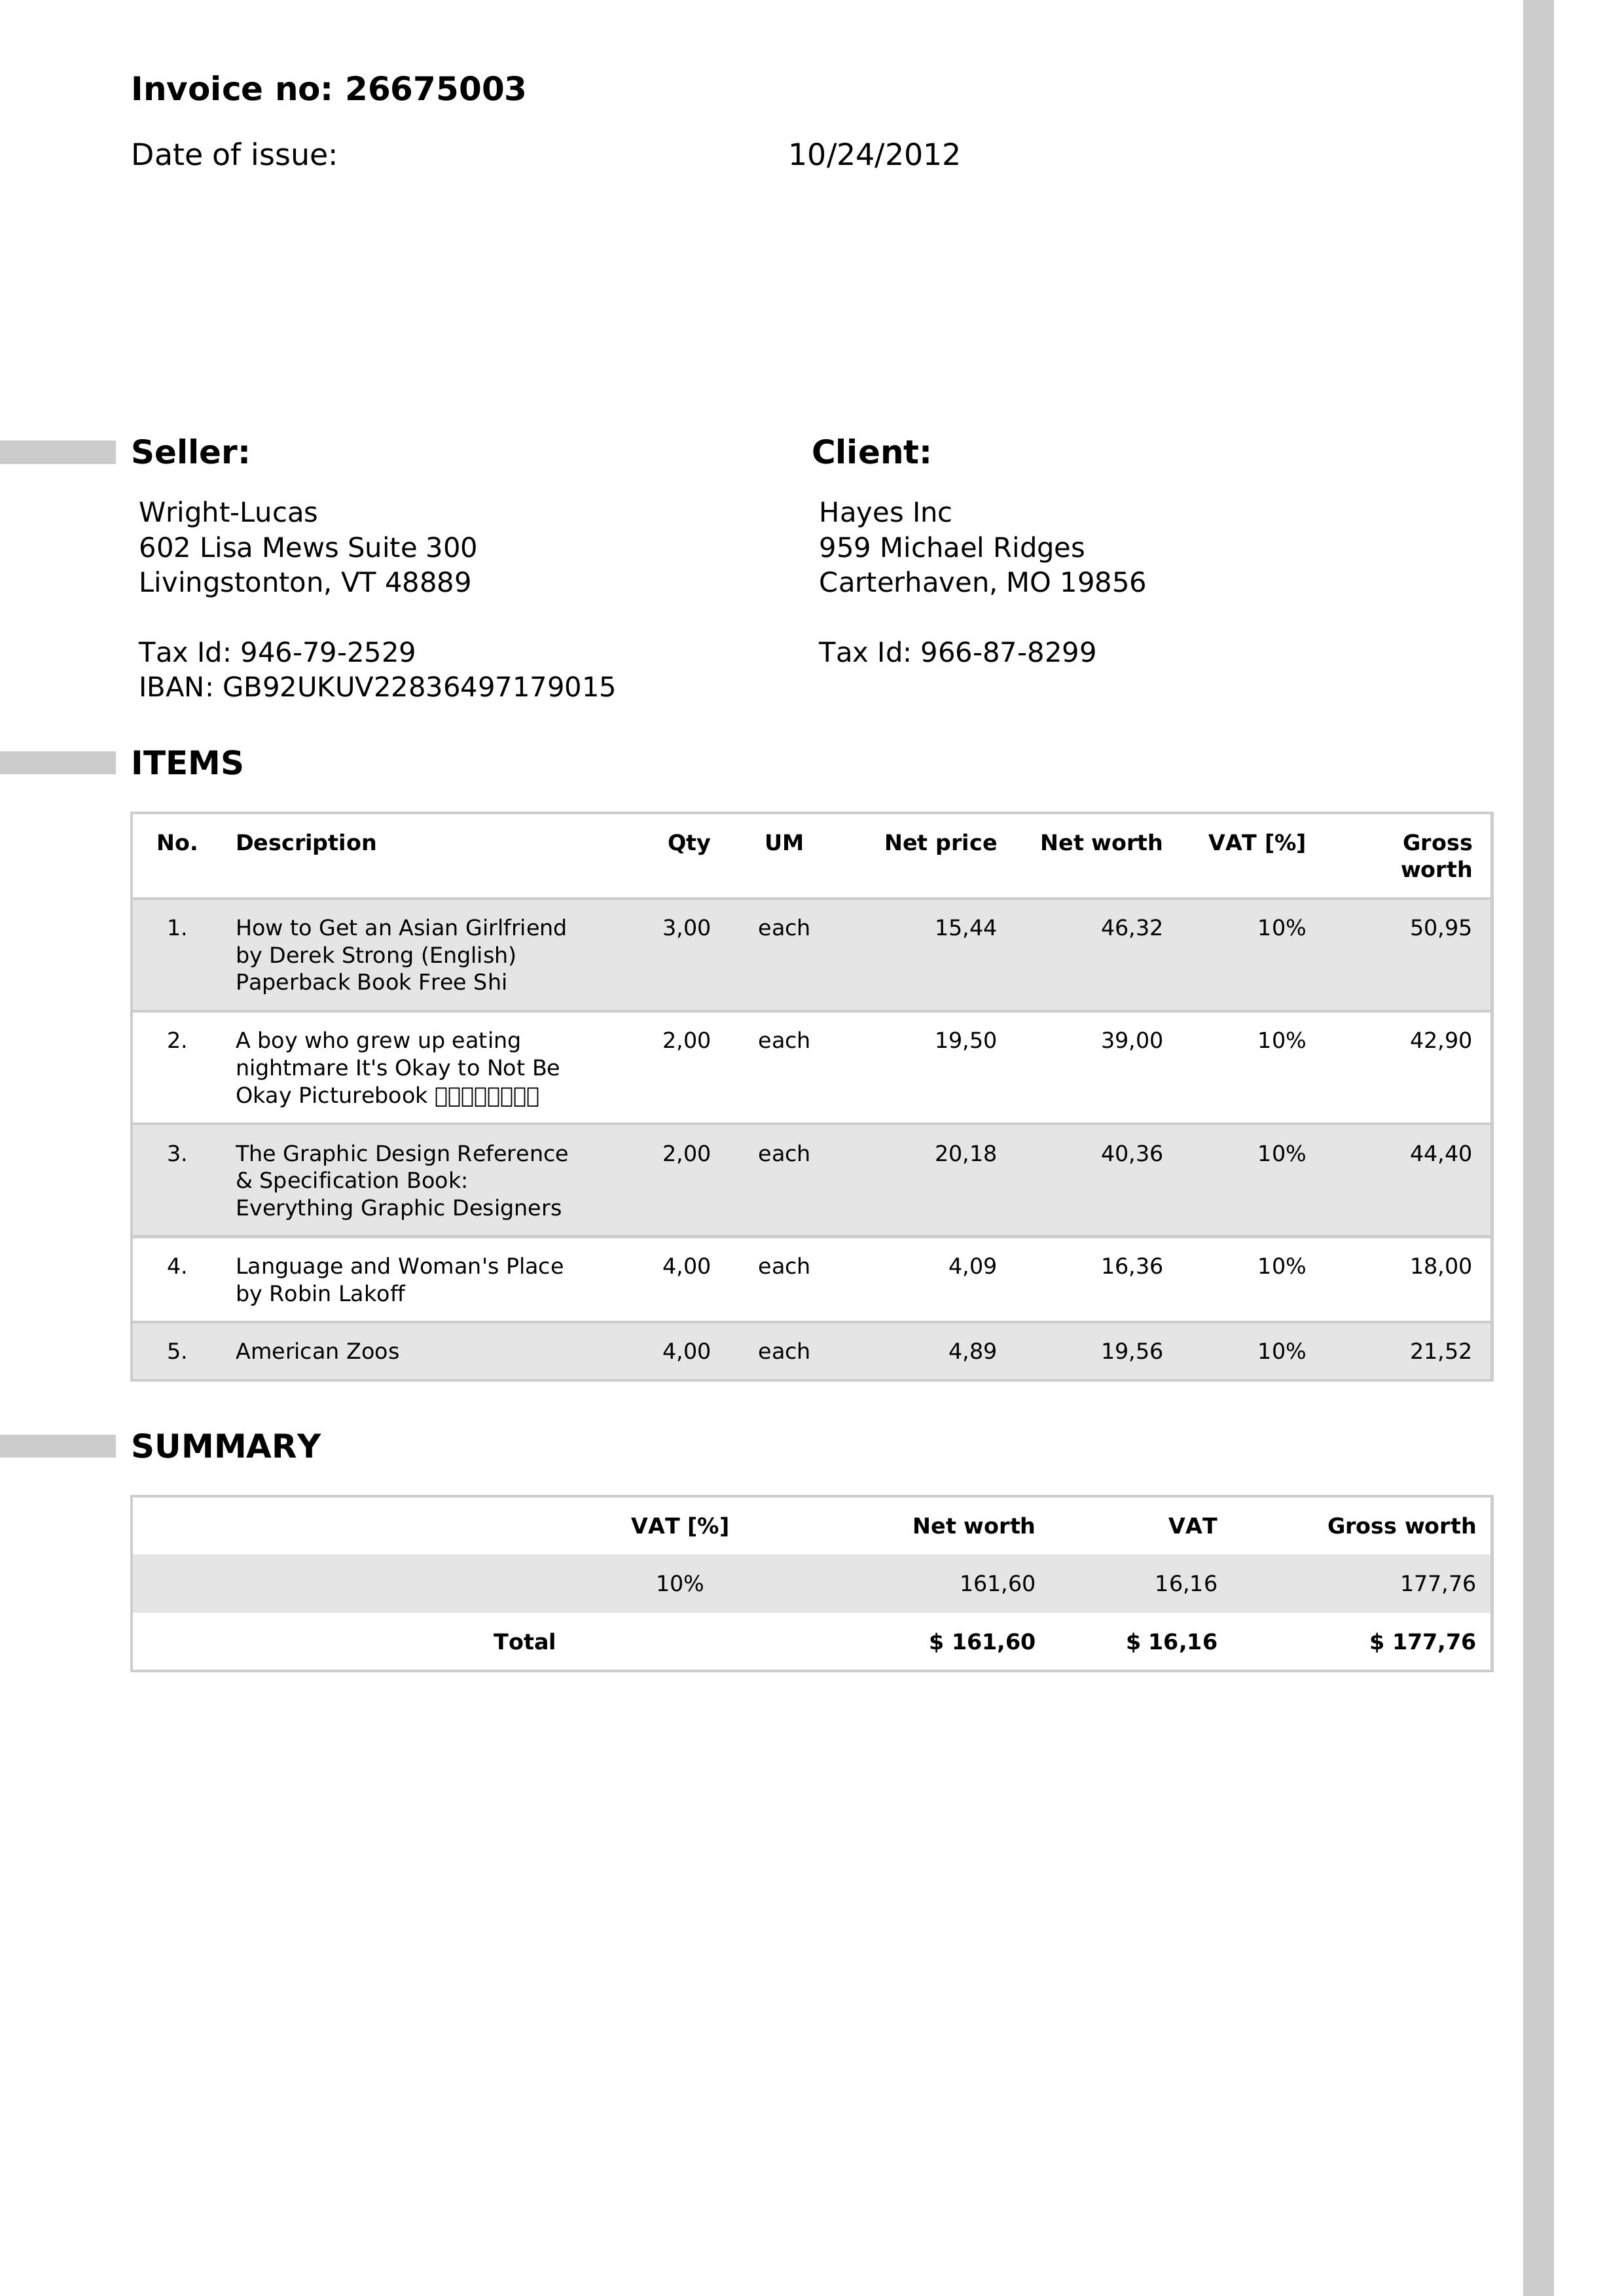 Invoice no: 26675003
Date of issue: 10/24/2012
Seller:
Wright-Lucas
602 Lisa Mews Suite 300
Livingstonton, VT 48889
Tax Id: 946-79-2529
IBAN: GB92UKUV22836497179015
Client:
Hayes Inc
959 Michael Ridges
Carterhaven, MO 19856
Tax Id: 966-87-8299
ITEMS
No. Description Qty UM Net price Net worth VAT [%] Gross
worth
1. How to Get an Asian Girlfriend 3,00 each 15,44 46,32 10% 50,95
by Derek Strong (English)
Paperback Book Free Shi
2. A boy who grew up eating 2,00 each 19,50 39,00 10% 42,90
nightmare It's Okay to Not Be
Okay Picturebook
3. The Graphic Design Reference 2,00 each 20,18 40,36 10% 44,40
& Specification Book:
Everything Graphic Designers
4. Language and Woman's Place 4,00 each 4,09 16,36 10% 18,00
by Robin Lakoff
5. American Zoos 4,00 each 4,89 19,56 10% 21,52
SUMMARY
VAT [%] Net worth VAT Gross worth
10% 161,60 16,16 177,76
Total $ 161,60 $ 16,16 $ 177,76